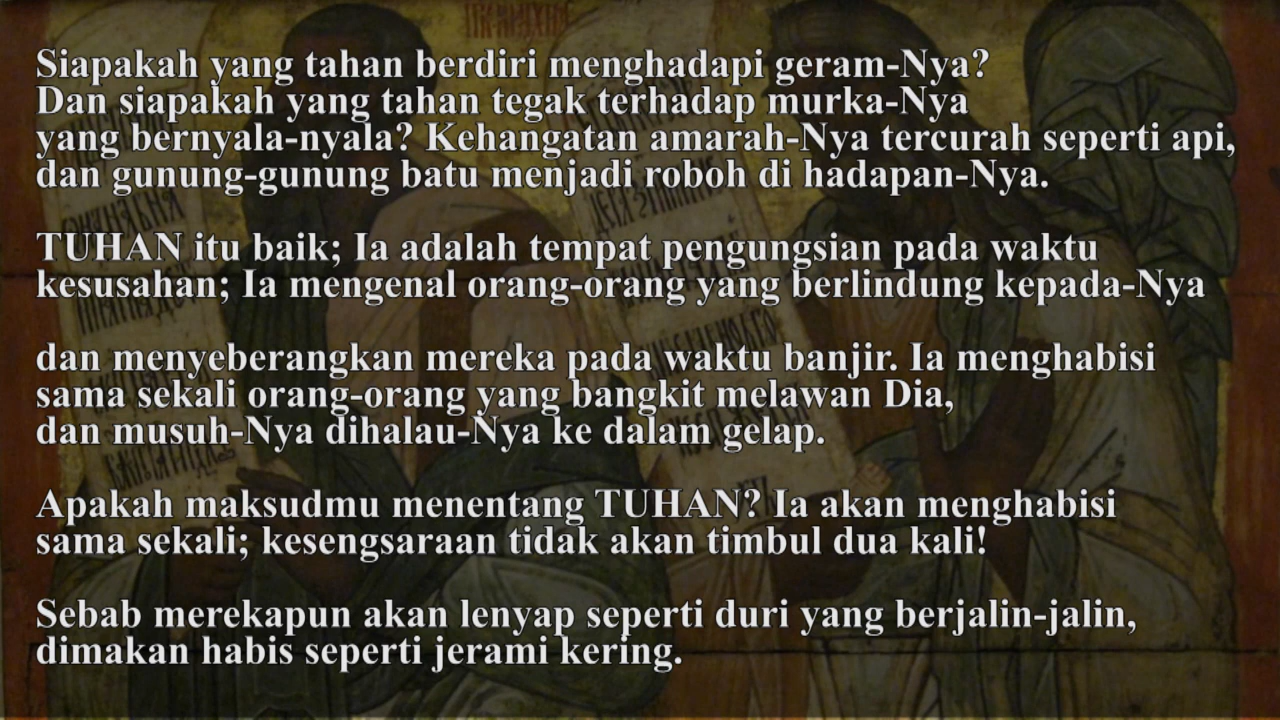 Siapakah yang tahan berdiri menghadapi geram-Nya?
Dan siapakah yang tahan tegak terhadap murka-Nya
yang bernyala-nyala? Kehangatan amarah-Nya tercurah seperti api,
dan gunung-gunung batu menjadi roboh di hadapan-Nya.
TUHAN itu baik; Ia adalah tempat pengungsian pada waktu
kesusahan; Ia mengenal orang-orang yang berlindung kepada-Nya
dan menyeberangkan mereka pada waktu banjir. Ia menghabisi
sama sekali orang-orang yang bangkit melawan Dia,
dan musuh-Nya dihalau-Nya ke dalam gelap.
Apakah maksudmu menentang TUHAN? Ia akan menghabisi
sama sekali; kesengsaraan tidak akan timbul dua kali!
Sebab merekapun akan lenyap seperti duri yang berjalin-jalin,
dimakan habis seperti jerami kering.